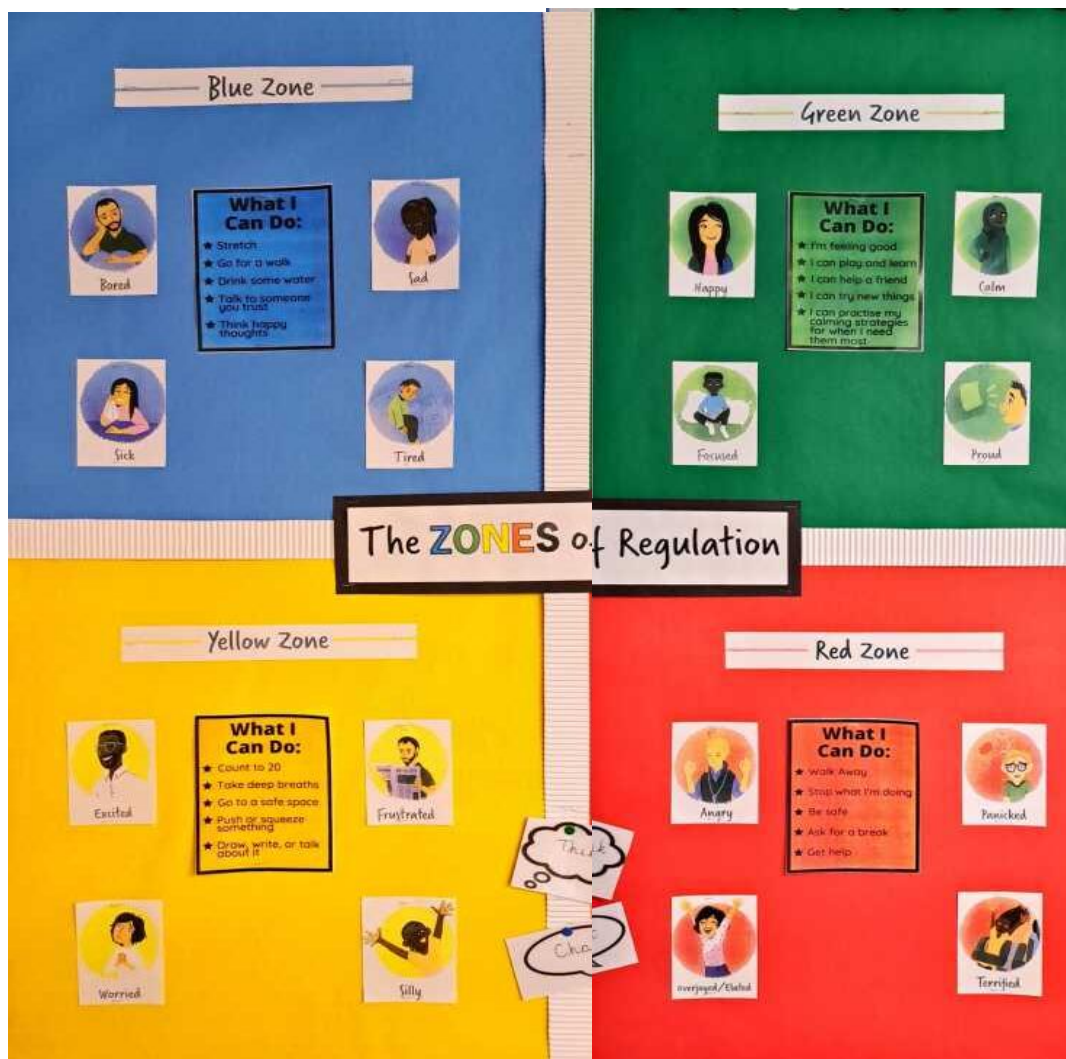 Blue Zone
Bored
What I
Can Do:
★ Stretch
★ Go for a walk
★ Drink some water
★ Talk to someone
you trust
★ Think happy
thoughts
Sad
Sick
Tired
Green Zone
Happy
What I
Can Do:
★ I'm feeling good
★ I can play and learn
★ I can help a friend
★ I can try new things
★ I can practise my
calming strategies
for when I need
them most
Calm
Focused
Proud
The ZONES of Regulation
Yellow Zone
Excited
What I
Can Do:
★ Count to 20
★ Take deep breaths
★ Go to a safe space
★ Push or squeeze
something
★ Draw, write, or talk
about it
Frustrated
Worried
Silly
Red Zone
Angry
What I
Can Do:
★ Walk Away
★ Stop what I'm doing
★ Be safe
★ Ask for a break
★ Get help
Panicked
overjoyed/Elated
Terrified